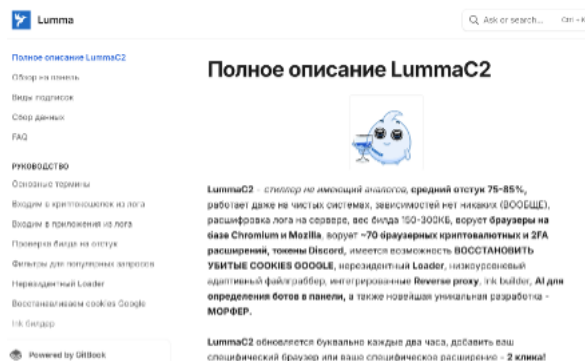 Lumma
Ask or search...
Ctrl + K
Полное описание LummaC2
Обзор на панель
Виды подписок
Сбор данных
FAQ
РУКОВОДСТВО
Основные термины
Входим в криптокошелек из лога
Входим в приложения из лога
Проверка билда на отстук
Фильтры для популярных запросов
Нерезидентный Loader
Восстанавливаем cookies Google
Ink билдер
Powered by GitBook
Полное описание LummaC2
LummaC2 - стиллер не имеющий аналогов, средний отстук 75-85%,
работает даже на чистых системах, зависимостей нет никаких (ВООБЩЕ),
расшифровка лога на сервере, вес билда 150-300КБ, ворует браузеры на
базе Chromium и Mozilla, ворует ~70 браузерных криптовалютных и 2FA
расширений, токены Discord, имеется возможность ВОССТАНОВИТЬ
УБИТЫЕ COOKIES GOOGLE, нерезидентный Loader, низкоуровневый
адаптивный файлграббер, интегрированные Reverse proxy, ink builder, AI для
определения ботов в панели, а также новейшая уникальная разработка -
МОРФЕР.
LummaC2 обновляется буквально каждые два часа, добавить ваш
специфический браузер или ваше специфическое расширение - 2 клика!